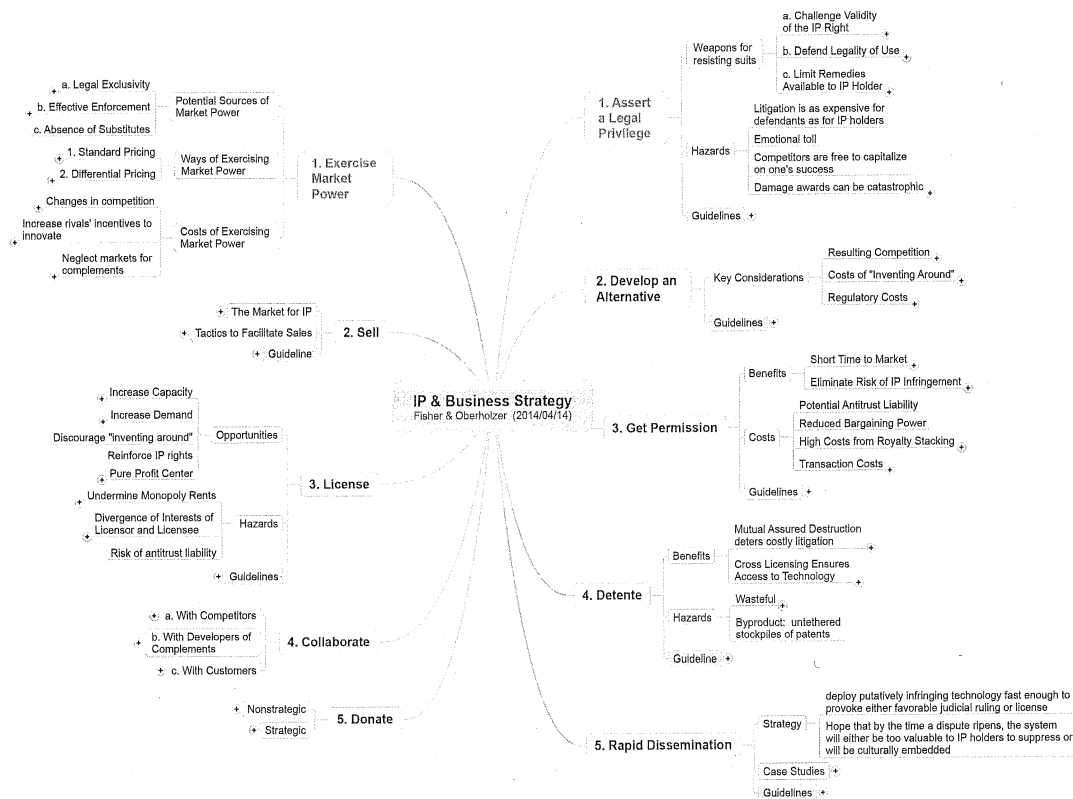 IP & Business Strategy
Fisher & Oberholzer (2014/04/14)
1. Exercise
Market
Power
Potential Sources of
Market Power
a. Legal Exclusivity
b. Effective Enforcement
c. Absence of Substitutes
Ways of Exercising
Market Power
1. Standard Pricing
2. Differential Pricing
Costs of Exercising
Market Power
Changes in competition
Increase rivals' incentives to
innovate
Neglect markets for
complements
2. Sell
The Market for IP
Tactics to Facilitate Sales
Guideline
3. License
Opportunities
Increase Capacity
Increase Demand
Discourage "inventing around"
Reinforce IP rights
Pure Profit Center
Hazards
Undermine Monopoly Rents
Divergence of Interests of
Licensor and Licensee
Risk of antitrust liability
Guidelines
4. Collaborate
a. With Competitors
b. With Developers of
Complements
c. With Customers
5. Donate
Nonstrategic
Strategic
1. Assert
a Legal
Privilege
Weapons for
resisting suits
a. Challenge Validity
of the IP Right
b. Defend Legality of Use
c. Limit Remedies
Available to IP Holder
Hazards
Litigation is as expensive for
defendants as for IP holders
Emotional toll
Competitors are free to capitalize
on one's success
Damage awards can be catastrophic
Guidelines
2. Develop an
Alternative
Key Considerations
Resulting Competition
Costs of "Inventing Around"
Regulatory Costs
Guidelines
3. Get Permission
Benefits
Short Time to Market
Eliminate Risk of IP Infringement
Costs
Potential Antitrust Liability
Reduced Bargaining Power
High Costs from Royalty Stacking
Transaction Costs
Guidelines
4. Detente
Benefits
Mutual Assured Destruction
deters costly litigation
Cross Licensing Ensures
Access to Technology
Hazards
Wasteful
Byproduct: untethered
stockpiles of patents
Guideline
5. Rapid Dissemination
Strategy
deploy putatively infringing technology fast enough to
provoke either favorable judicial ruling or license
Hope that by the time a dispute ripens, the system
will either be too valuable to IP holders to suppress or
will be culturally embedded
Case Studies
Guidelines